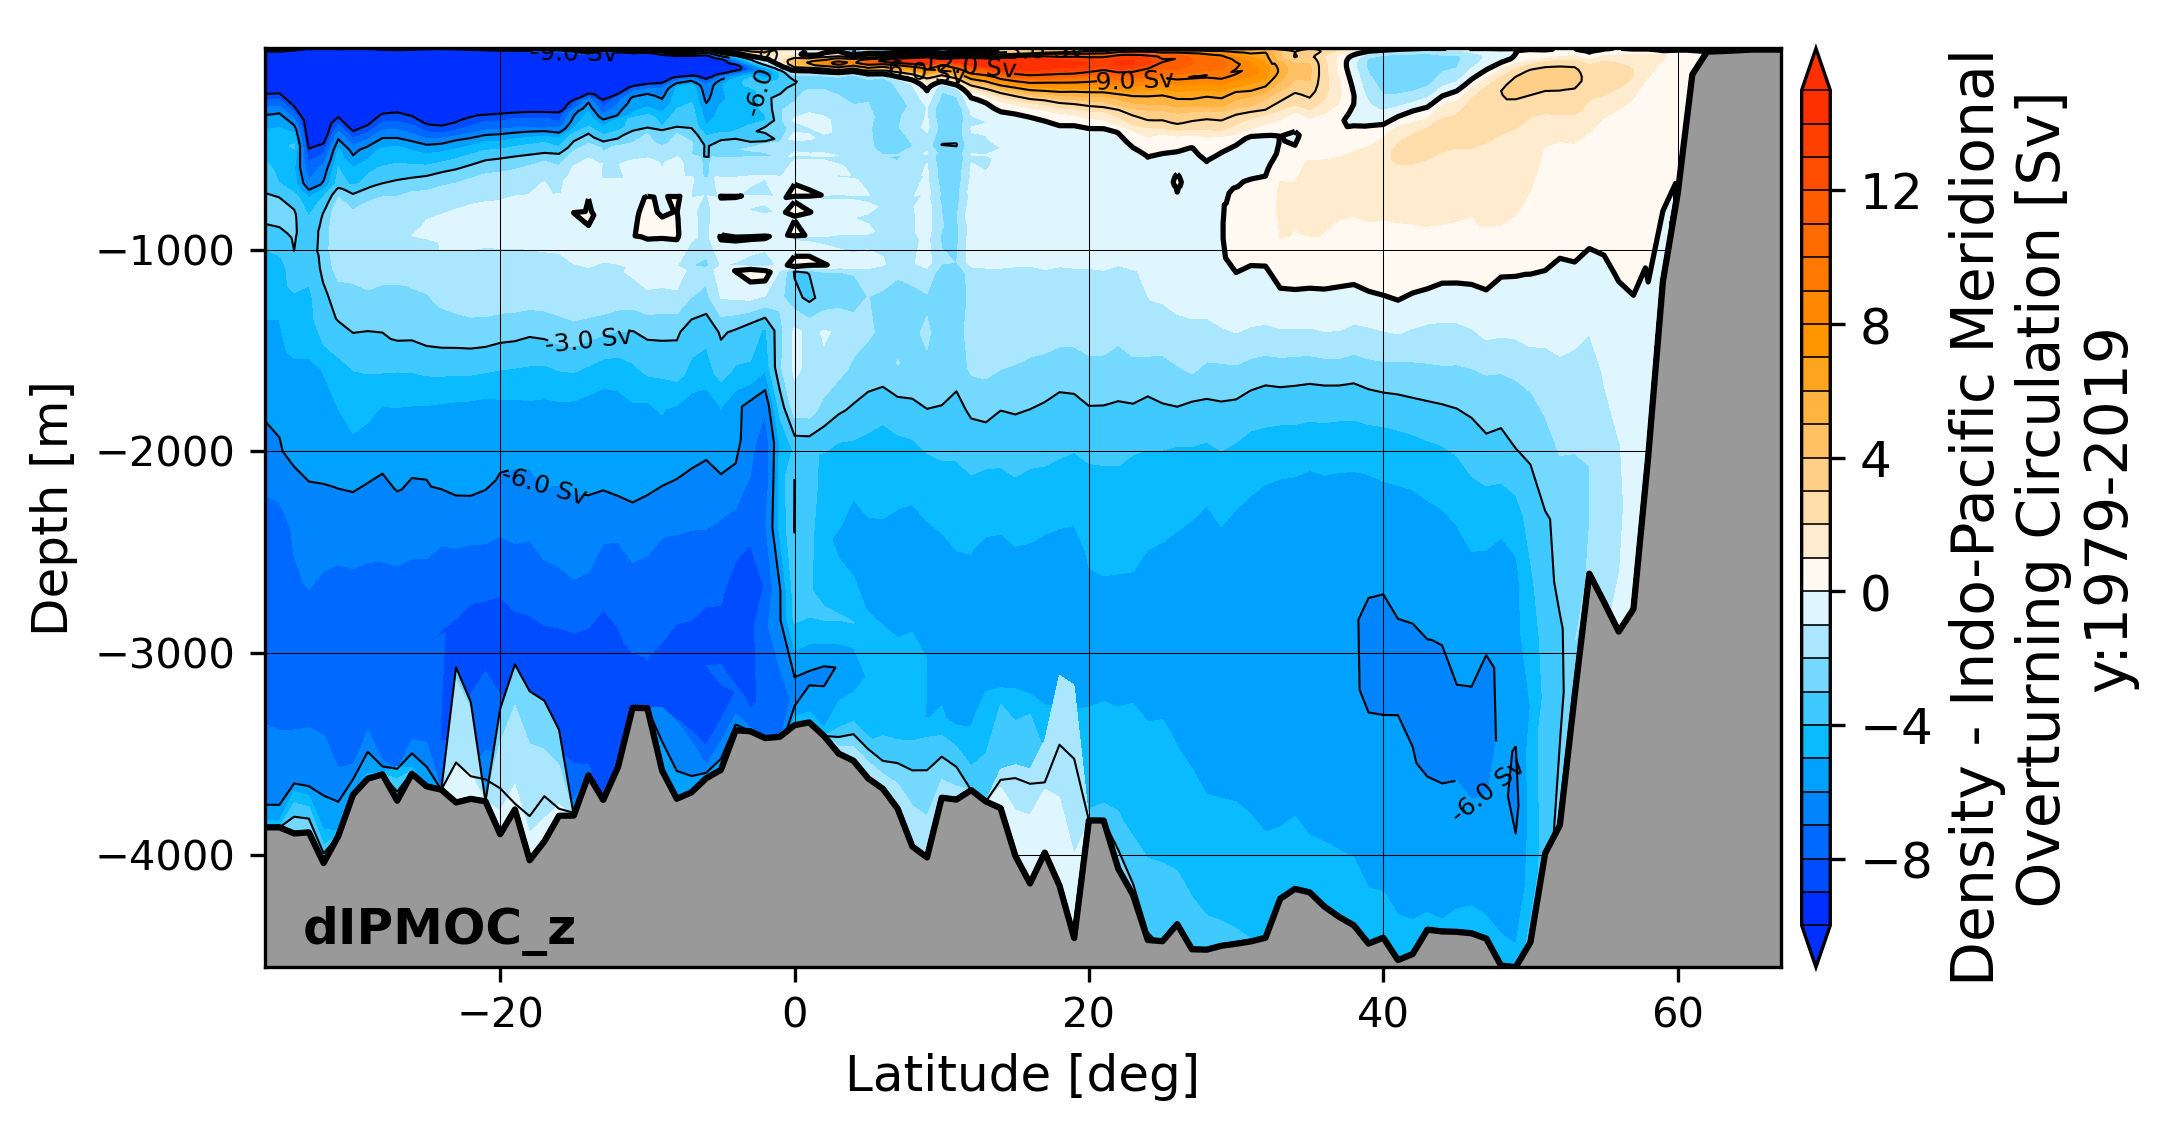 -9.0 Sv
-6.0 S
6.0 Sv
9.0 Sv
-3.0 Sv
-6.0 Sv
-6.0 Sv
−1000
−2000
−3000
−4000
Depth [m]
dIPMOC_z
−20
0
20
40
60
Latitude [deg]
12
8
4
0
−4
−8
Density - Indo-Pacific Meridional
Overturning Circulation [Sv]
y:1979-2019